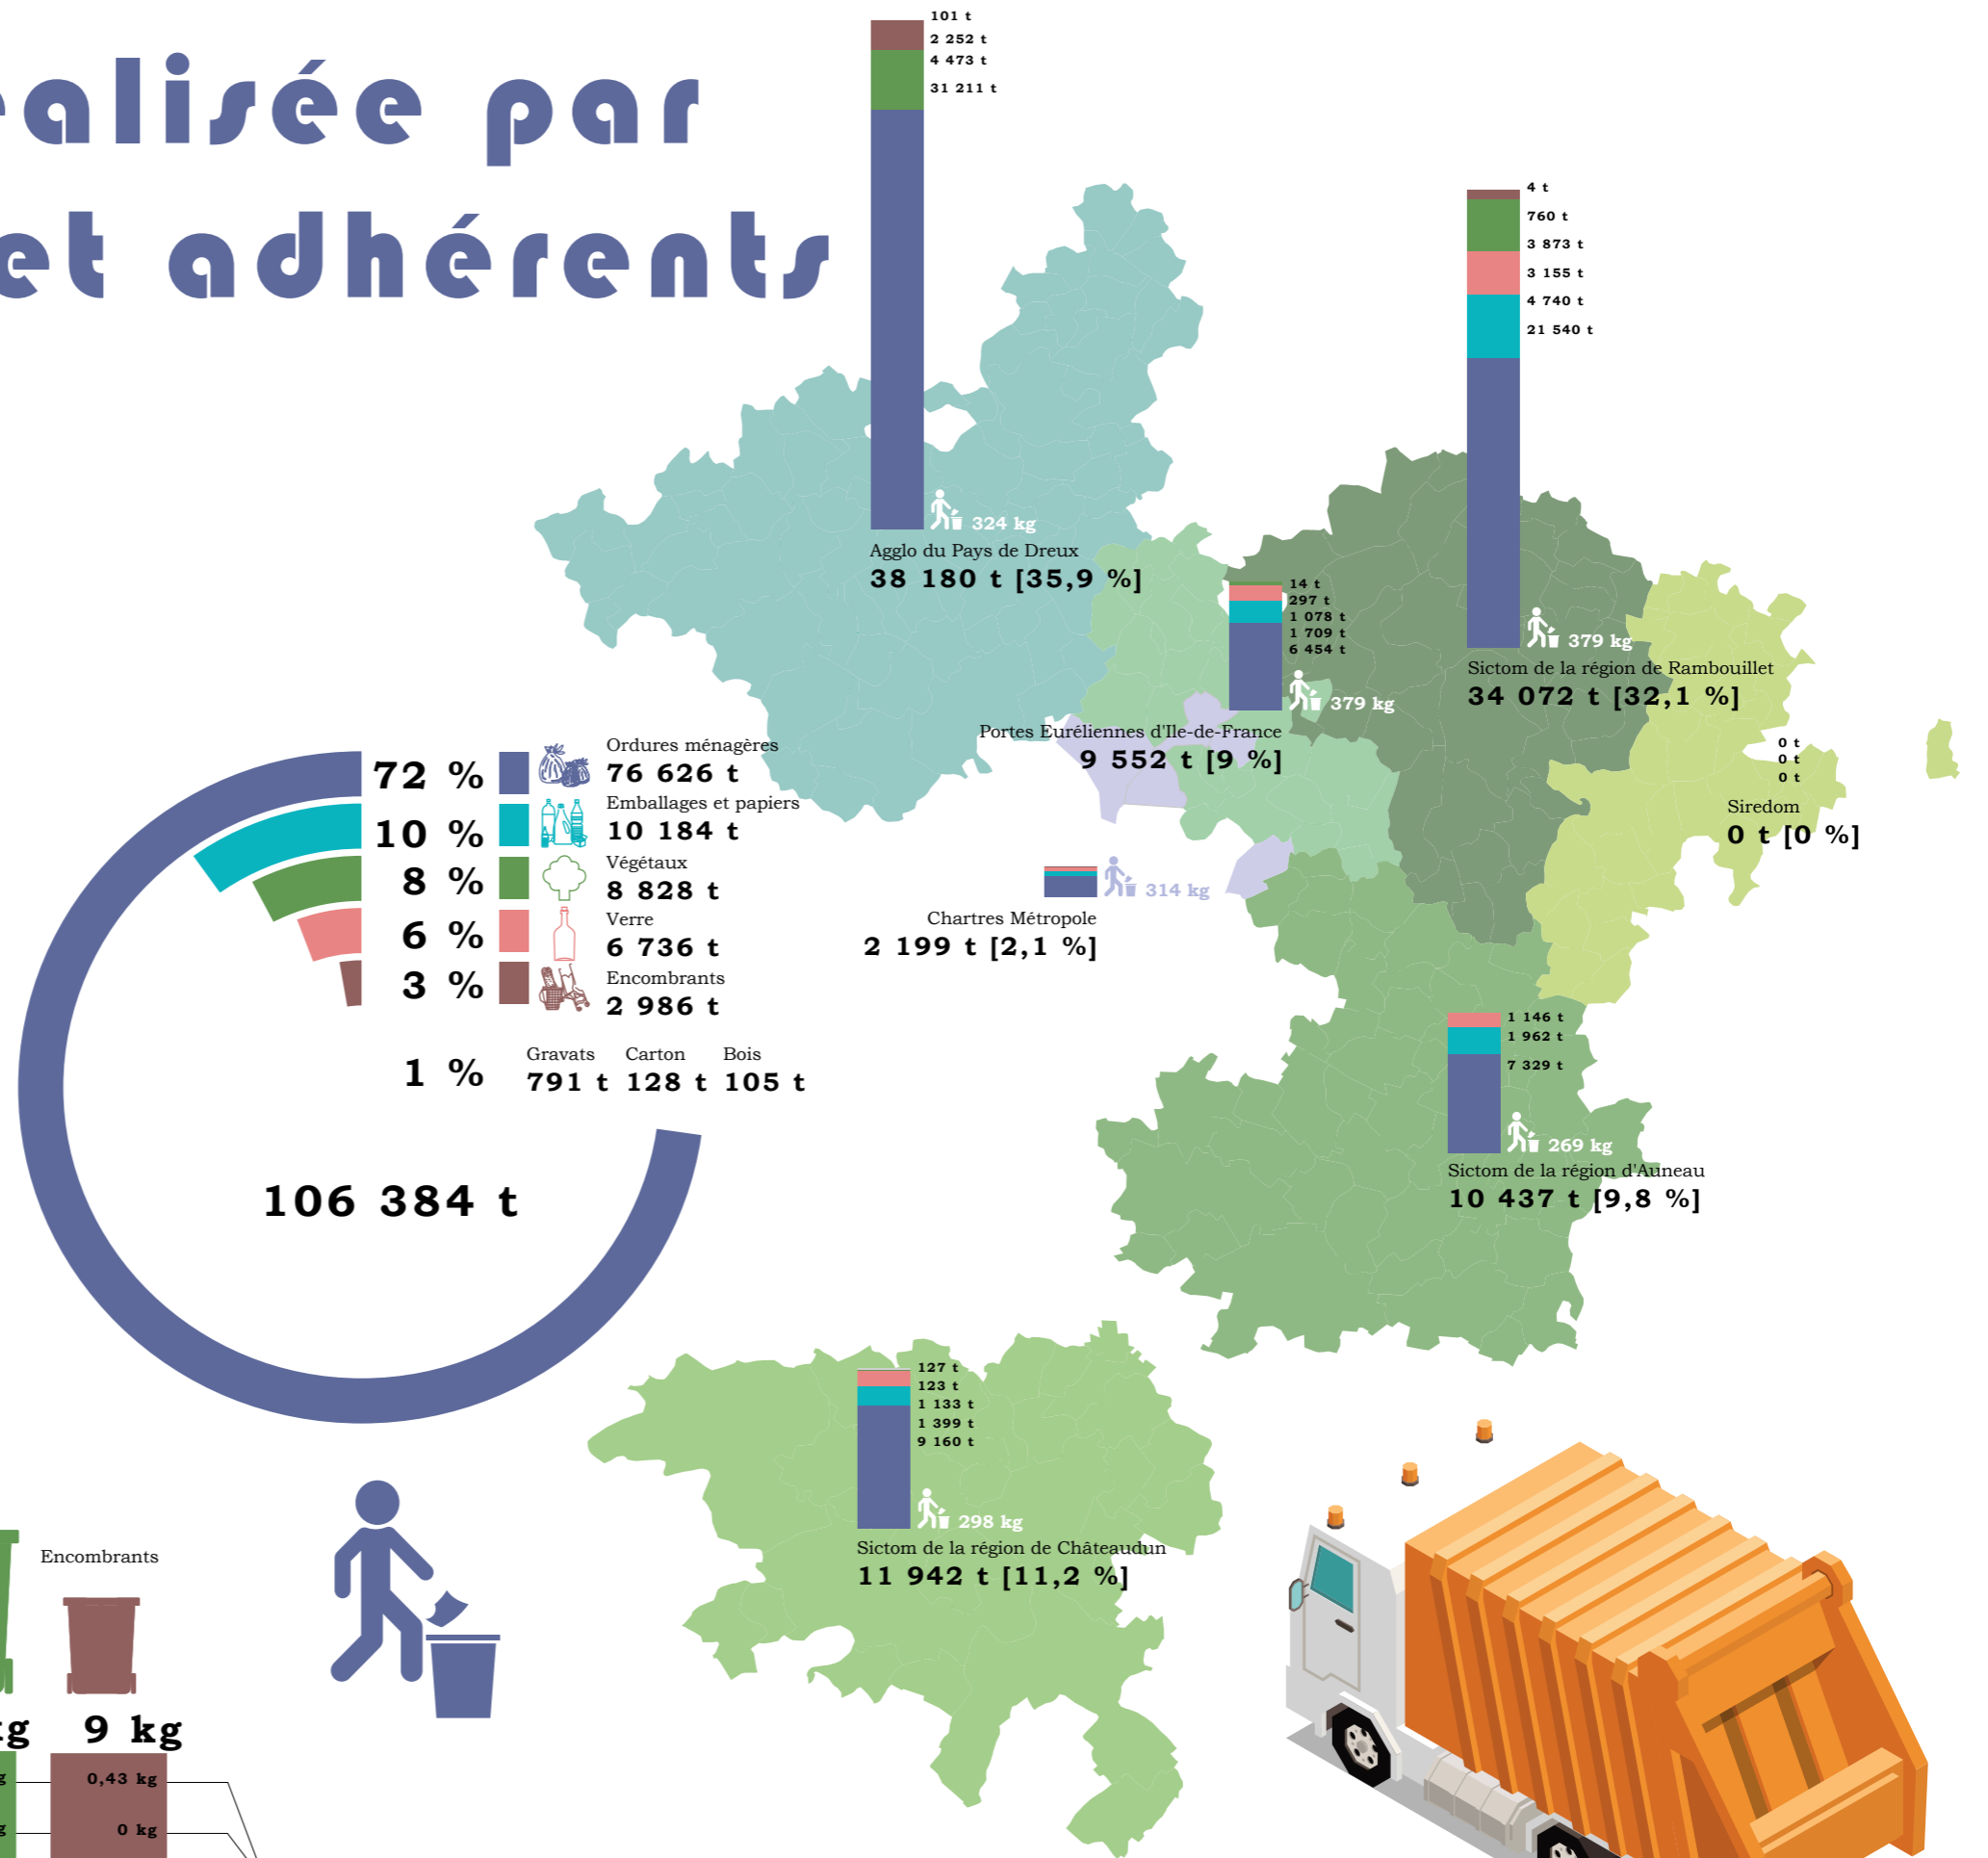 éalisée par
et adhérents
101 t
2 252 t
4 473 t
31 211 t
324 kg
Agglo du Pays de Dreux
38 180 t [35,9 %]
4 t
760 t
3 873 t
3 155 t
4 740 t
21 540 t
379 kg
Sictom de la région de Rambouillet
34 072 t [32,1 %]
14 t
297 t
1 078 t
1 709 t
6 454 t
379 kg
Portes Euréliennes d'Ile-de-France
9 552 t [9 %]
0 t
0 t
0 t
Siredom
0 t [0 %]
314 kg
Chartres Métropole
2 199 t [2,1 %]
72 %
Ordures ménagères
76 626 t
10 %
Emballages et papiers
10 184 t
8 %
Végétaux
8 828 t
6 %
Verre
6 736 t
3 %
Encombrants
2 986 t
1 %
Gravats Carton Bois
791 t 128 t 105 t
106 384 t
1 146 t
1 962 t
7 329 t
269 kg
Sictom de la région d'Auneau
10 437 t [9,8 %]
127 t
123 t
1 133 t
1 399 t
9 160 t
298 kg
Sictom de la région de Châteaudun
11 942 t [11,2 %]
Encombrants
9 kg
0,43 kg
0 kg